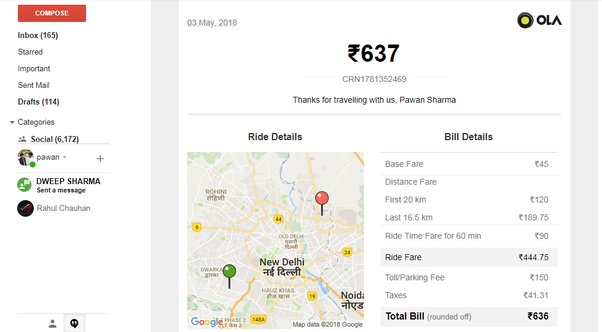 COMPOSE
Inbox (165)
Starred
Important
Sent Mail
Drafts (114)
Categories
Social (6,172)
pawan
DWEEP SHARMA
Sent a message
Rahul Chauhan
03 May, 2018
OLA
₹637
CRN1781352469
Thanks for travelling with us, Pawan Sharma
Ride Details
ROHINI
रोहिणी
OLD DELHI
पुरानी
दिल्ली
New Delhi
नई दिल्ली
DWARKA
द्वारका
HAUZ KHAS
हौज़ खास
Noida
नोएडा
PHASE 2
148A
Google
Map data ©2018 Google
Bill Details
Base Fare ₹45
Distance Fare
First 20 km ₹120
Last 16.5 km ₹189.75
Ride Time Fare for 60 min ₹90
Ride Fare ₹444.75
Toll/Parking Fee ₹150
Taxes ₹41.31
Total Bill (rounded off) ₹636